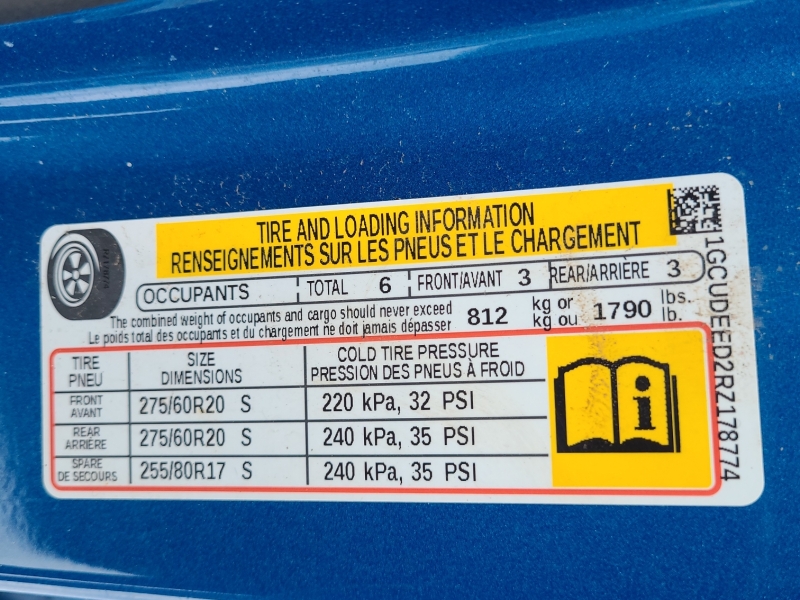 TIRE AND LOADING INFORMATION
RENSEIGNEMENTS SUR LES PNEUS ET LE CHARGEMENT
OCCUPANTS TOTAL 6 FRONT/AVANT 3 REAR/ARRIÈRE 3
The combined weight of occupants and cargo should never exceed 812 kg or 1790 lbs.
Le poids total des occupants et du chargement ne doit jamais dépasser kg ou lb.
TIRE SIZE COLD TIRE PRESSURE
PNEU DIMENSIONS PRESSION DES PNEUS À FROID
FRONT
AVANT 275/60R20 S 220 kPa, 32 PSI
REAR
ARRIÈRE 275/60R20 S 240 kPa, 35 PSI
SPARE
DE SECOURS 255/80R17 S 240 kPa, 35 PSI
1GCUDEED2RZ178774